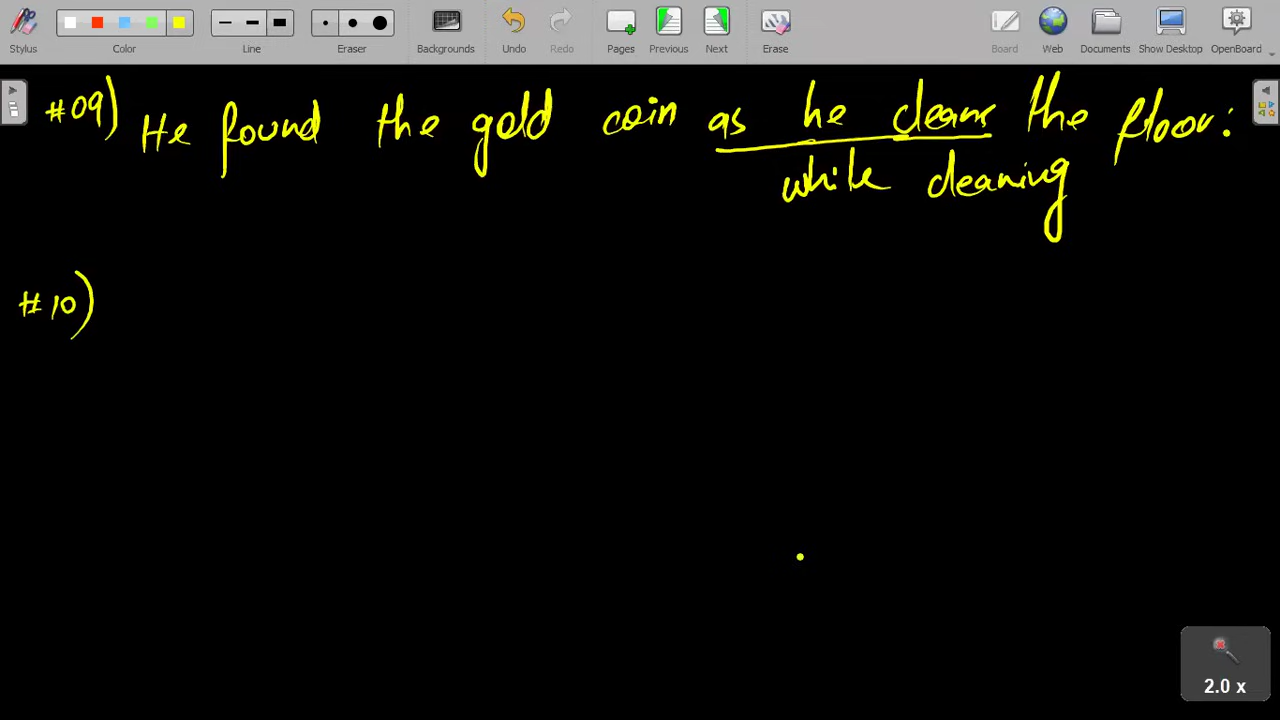 Stylus
Color
Line
Eraser
Backgrounds
Undo
Redo
Pages
Previous
Next
Erase
Board
Web
Documents
Show Desktop
OpenBoard
#09) He found the gold coin as he cleans the floor:
while cleaning
#10)
2.0 x